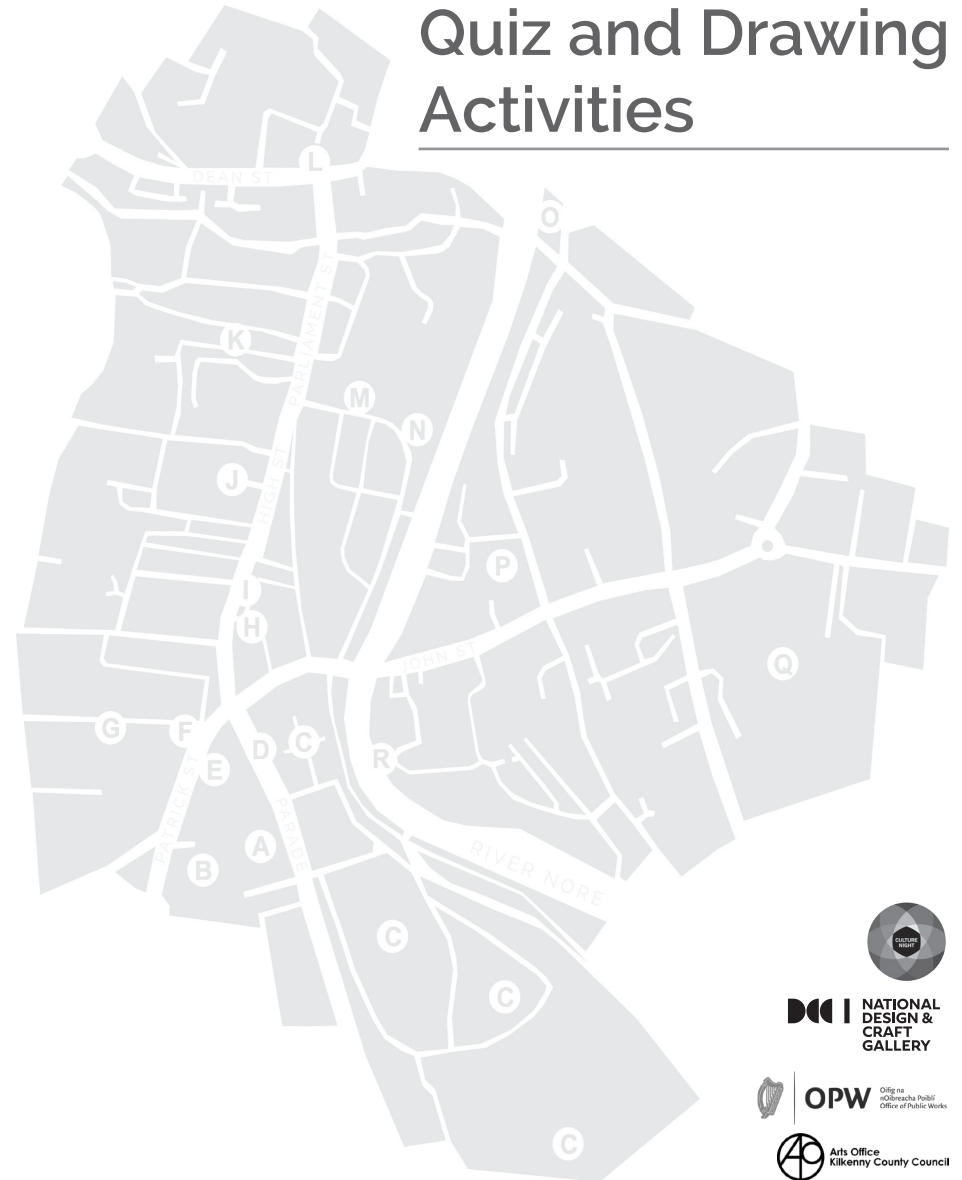 Quiz and Drawing
Activities
L
DEAN ST
O
PARLIAMENT ST
K
M
N
J
HIGH ST
P
I
H
JOHN ST
Q
G
F
D
C
E
R
PATRICK ST
PARADE
A
B
RIVER NORE
C
C
C
CULTURE
NIGHT
NATIONAL
DESIGN &
CRAFT
GALLERY
OPW
Oifig na
nOibreacha Poiblí
Office of Public Works
Arts Office
Kilkenny County Council